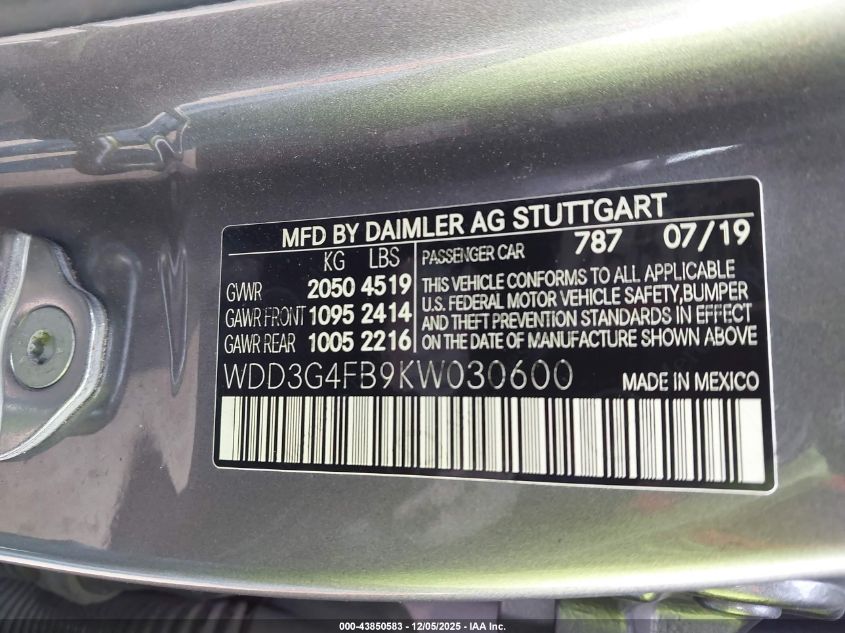 MFD BY DAIMLER AG STUTTGART
KG LBS
GVWR 2050 4519
GAWR FRONT 1095 2414
GAWR REAR 1005 2216
PASSENGER CAR 787 07/19
THIS VEHICLE CONFORMS TO ALL APPLICABLE
U.S. FEDERAL MOTOR VEHICLE SAFETY,BUMPER
AND THEFT PREVENTION STANDARDS IN EFFECT
ON THE DATE OF MANUFACTURE SHOWN ABOVE
WDD3G4FB9KW030600 MADE IN MEXICO
000-43850583 - 12/05/2025 - IAA Inc.